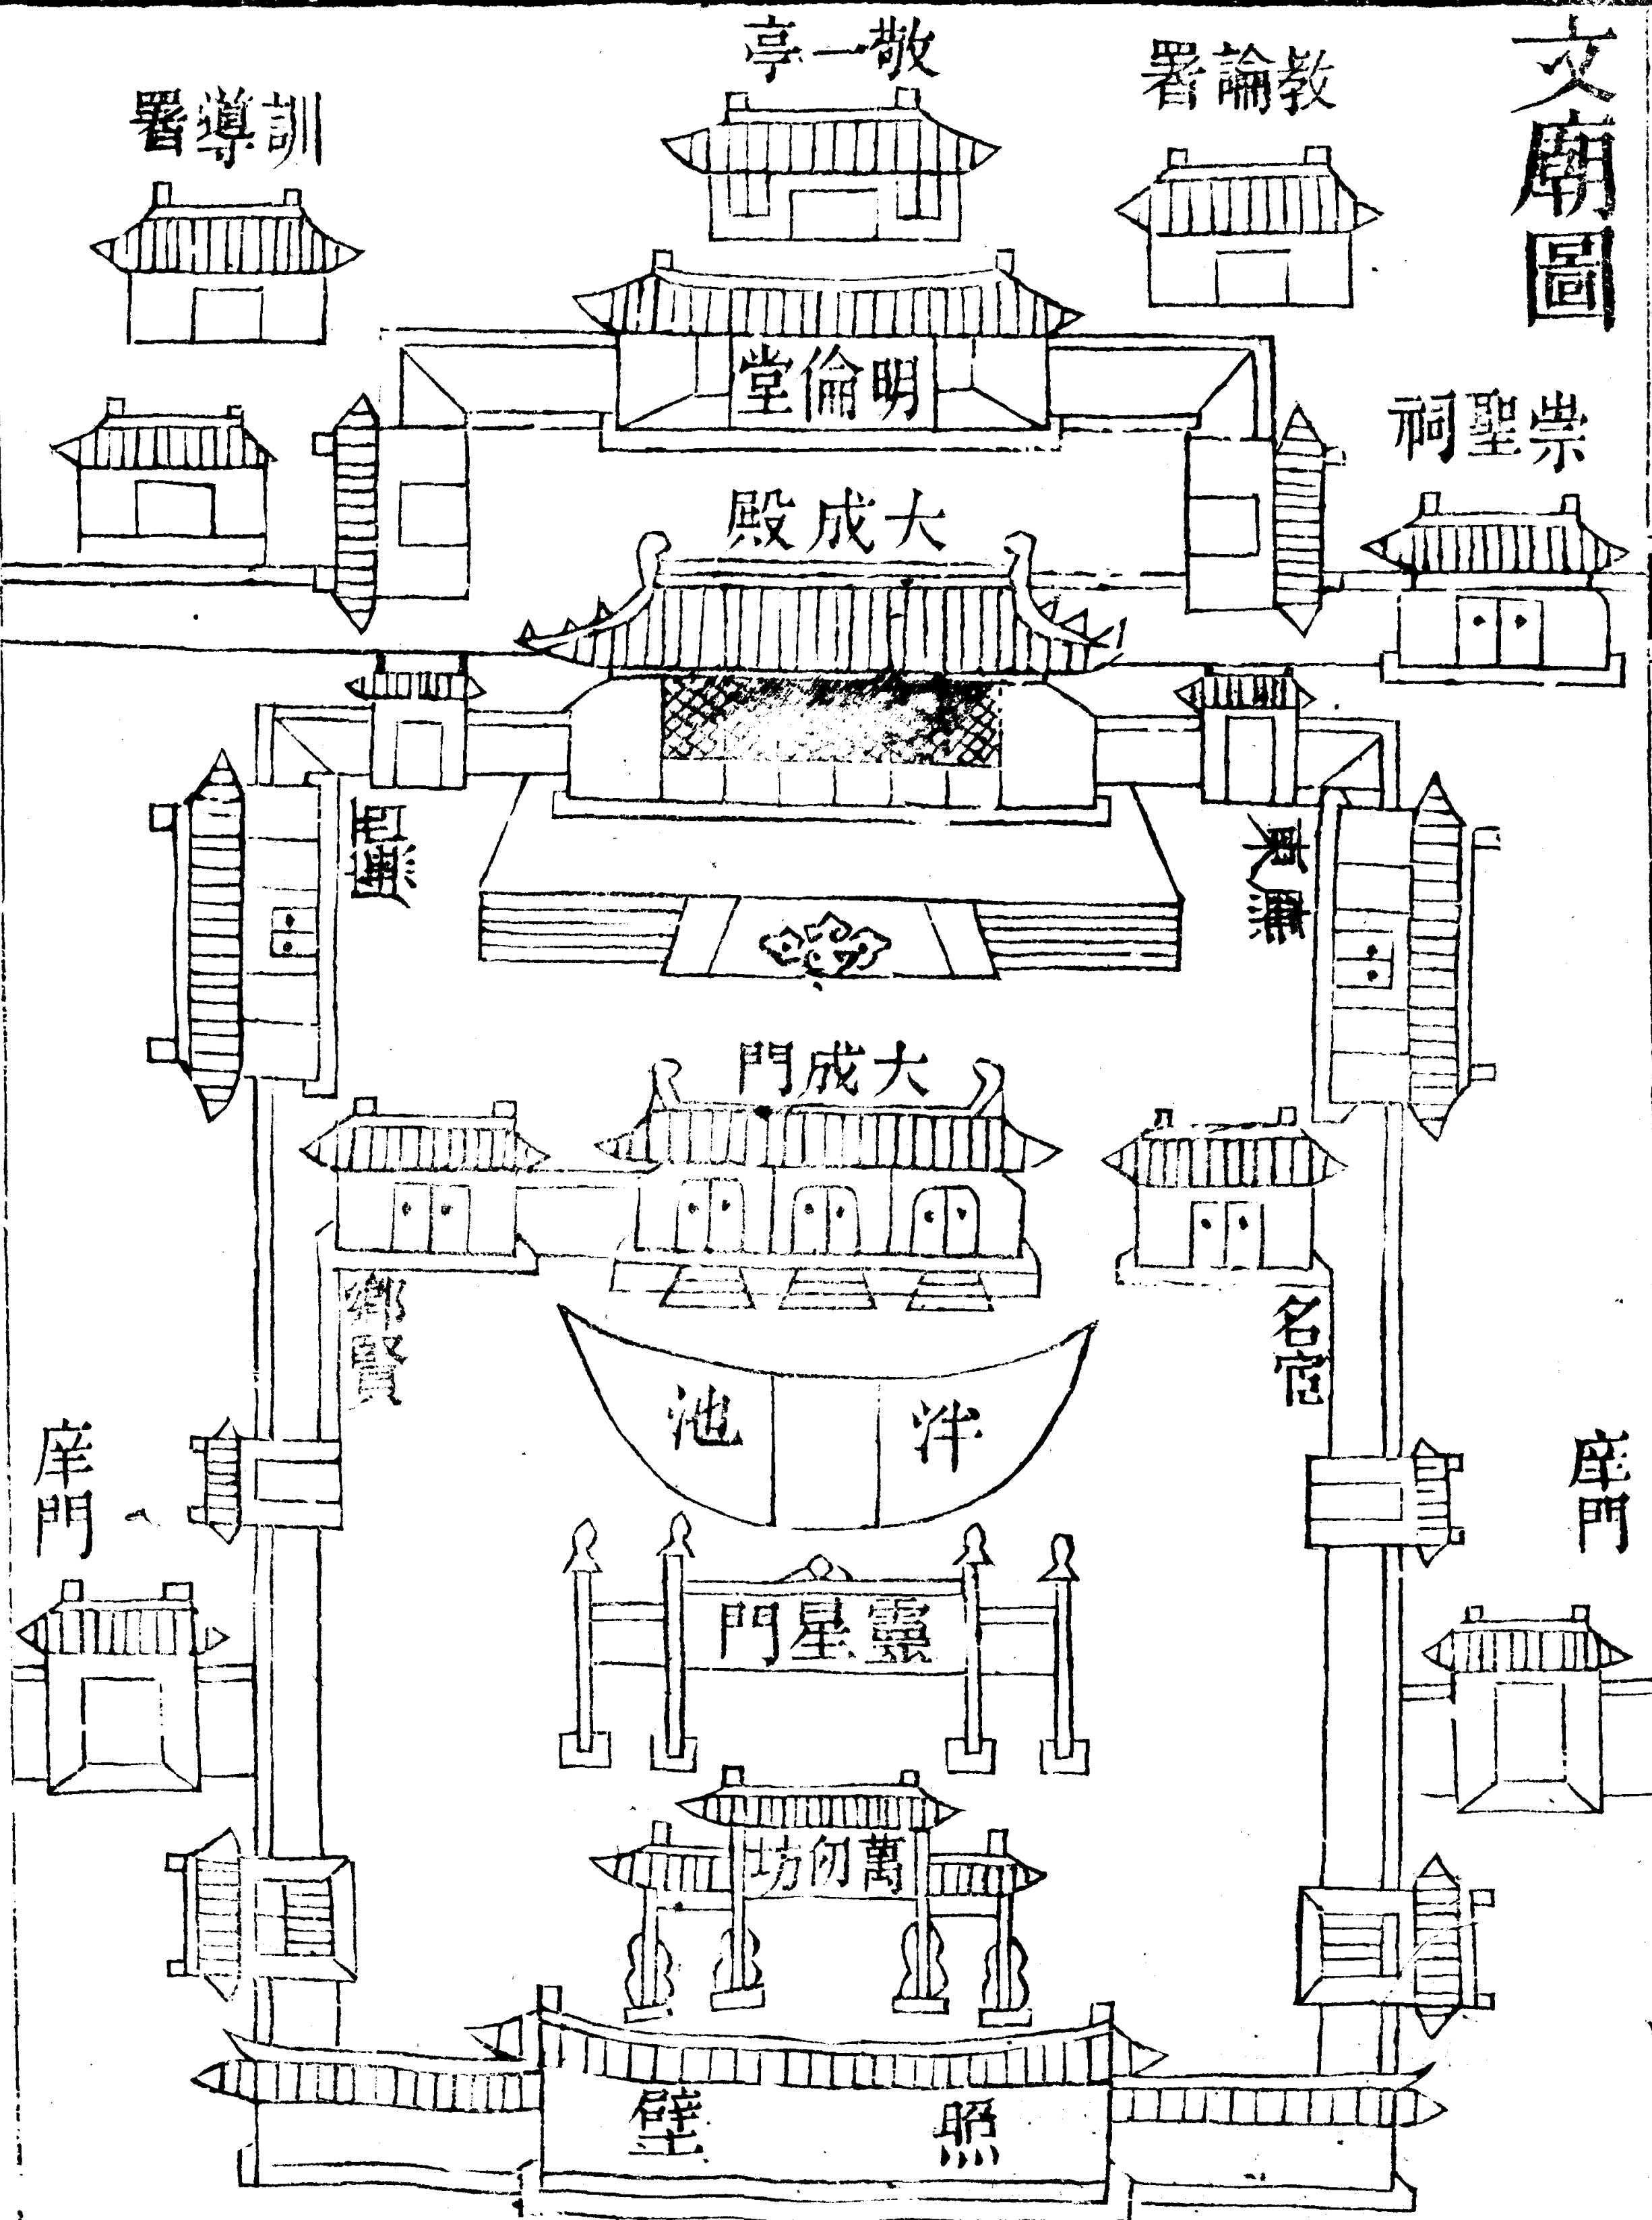 文廟圖
教論署
敬一亭
訓導署
明倫堂
崇聖祠
大成殿
東廡
西廡
大成門
名宦
鄉賢
泮池
庠門
庠門
靈星門
萬仞坊
照壁